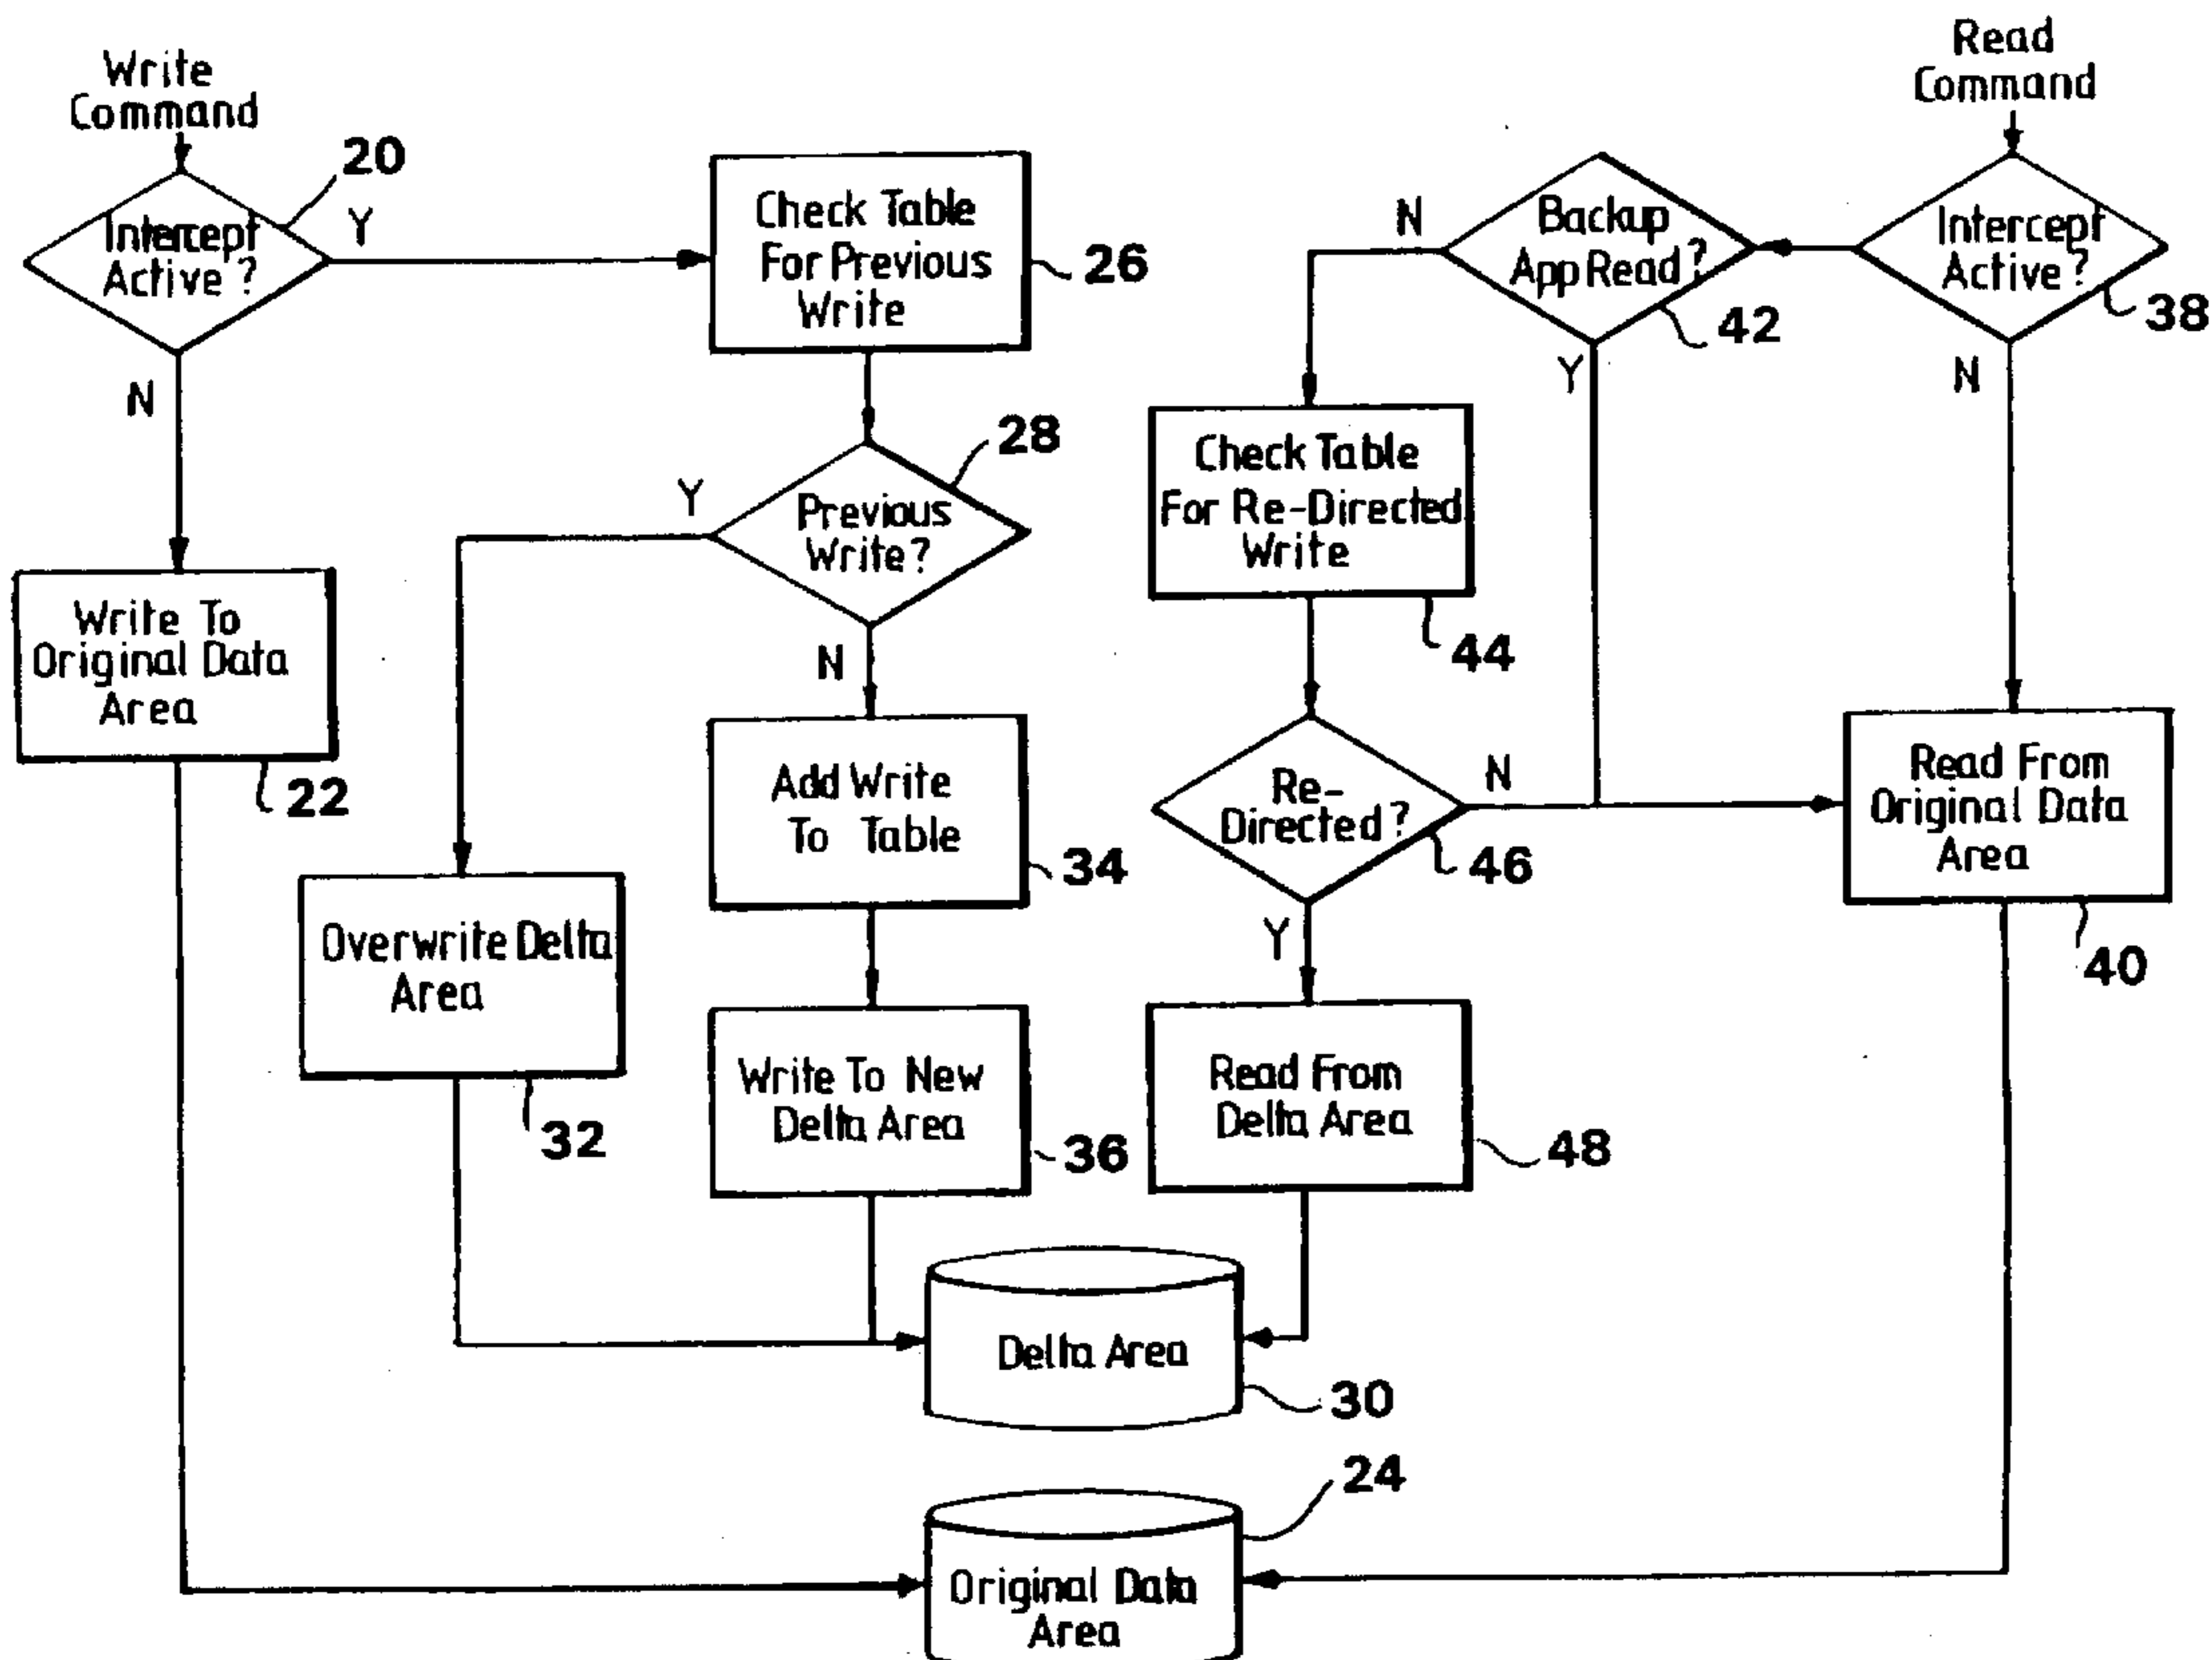 Write
Command
20
Intercept
Active?
Y
N
Write To
Original Data
Area
22
Check Table
For Previous
Write
26
28
Previous
Write?
Y
N
Overwrite Delta
Area
32
Add Write
To Table
34
Write To New
Delta Area
36
Read
Command
Intercept
Active?
38
N
Backup
App Read?
42
N
Y
Check Table
For Re-Directed
Write
44
Re-
Directed?
46
N
Y
Read From
Original Data
Area
40
Read From
Delta Area
48
Delta Area
30
24
Original Data
Area